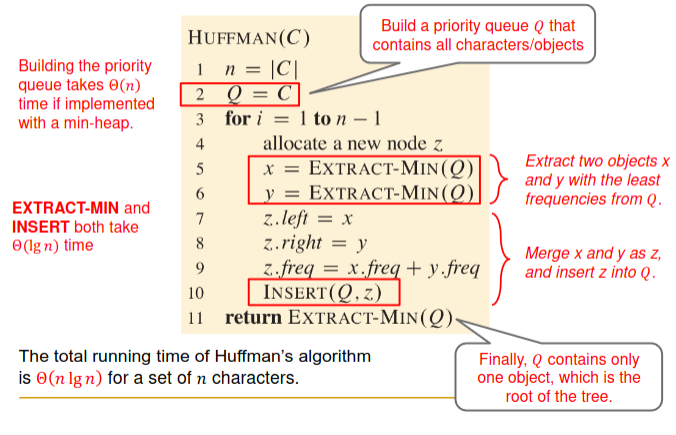 Build a priority queue Q that
contains all characters/objects
Building the priority
queue takes Θ(n)
time if implemented
with a min-heap.
HUFFMAN(C)
1 n = |C|
2 Q = C
3 for i = 1 to n − 1
4 allocate a new node z
5 x = EXTRACT-MIN(Q)
6 y = EXTRACT-MIN(Q)
7 z.left = x
8 z.right = y
9 z.freq = x.freq + y.freq
10 INSERT(Q, z)
11 return EXTRACT-MIN(Q)
Extract two objects x
and y with the least
frequencies from Q.
EXTRACT-MIN and
INSERT both take
Θ(lg n) time
Merge x and y as z,
and insert z into Q.
The total running time of Huffman's algorithm
is Θ(n lg n) for a set of n characters.
Finally, Q contains only
one object, which is the
root of the tree.